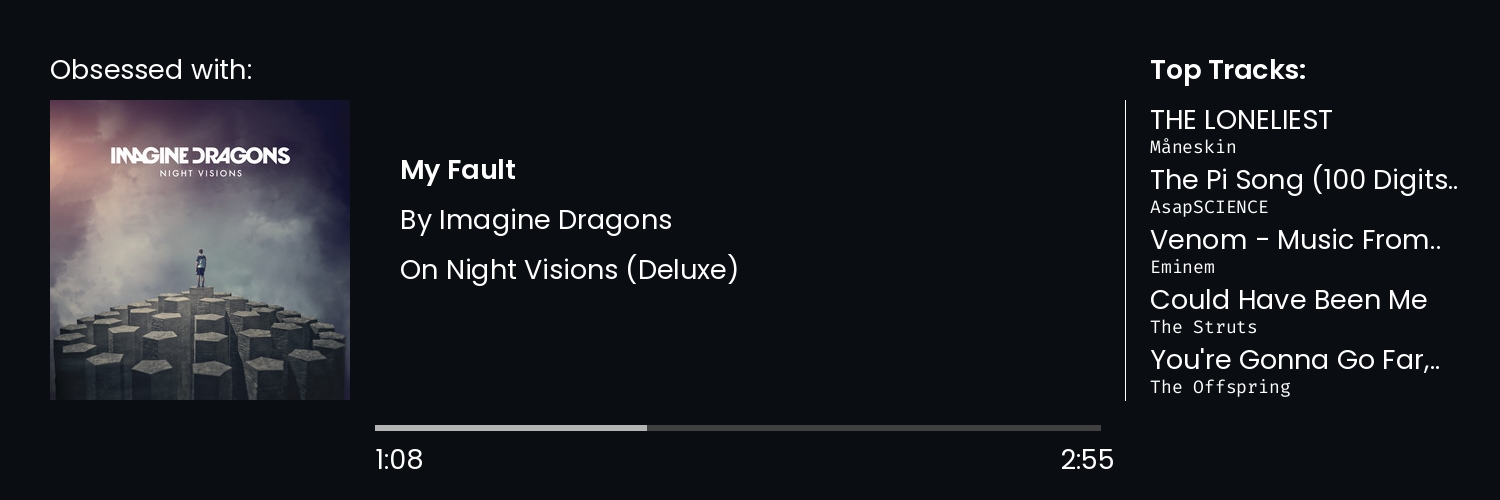 Obsessed with:
IMAGINE DRAGONS
NIGHT VISIONS
My Fault
By Imagine Dragons
On Night Visions (Deluxe)
1:08
2:55
Top Tracks:
THE LONELIEST
Måneskin
The Pi Song (100 Digits..
AsapSCIENCE
Venom - Music From..
Eminem
Could Have Been Me
The Struts
You're Gonna Go Far,..
The Offspring